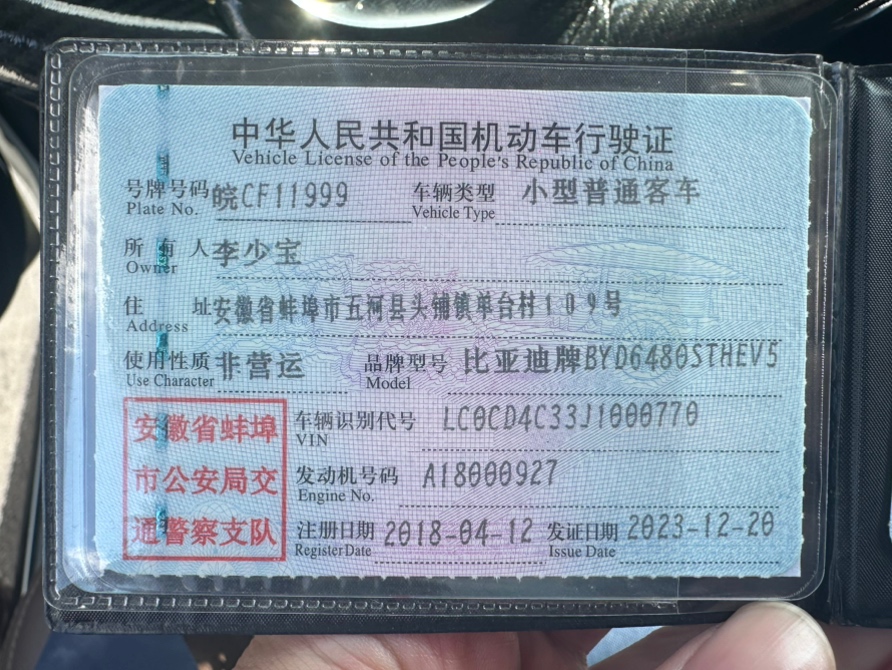 中华人民共和国机动车行驶证
Vehicle License of the People's Republic of China
号牌号码 皖CF11999 车辆类型 小型普通客车
Plate No. Vehicle Type
所有人 李少宝
Owner
住址 安徽省蚌埠市五河县头铺镇单台村109号
Address
使用性质 非营运 品牌型号 比亚迪牌BYD6480STHEV5
Use Character Model
安徽省蚌埠
市公安局交
通警察支队
车辆识别代号 LC0CD4C33J1000770
VIN
发动机号码 A18000927
Engine No.
注册日期 2018-04-12 发证日期 2023-12-20
Register Date Issue Date